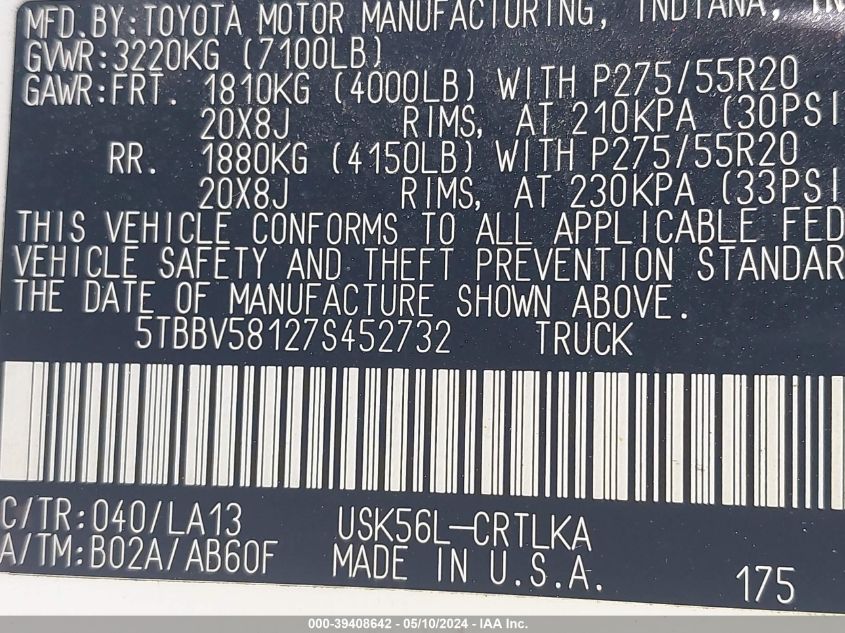 MFD.BY:TOYOTA MOTOR MANUFACTURING, INDIANA,
GVWR:3220KG (7100LB)
GAWR:FRT. 1810KG (4000LB) WITH P275/55R20
20X8J RIMS, AT 210KPA (30PSI
RR. 1880KG (4150LB) WITH P275/55R20
20X8J RIMS, AT 230KPA (33PSI
THIS VEHICLE CONFORMS TO ALL APPLICABLE FED
VEHICLE SAFETY AND THEFT PREVENTION STANDAR
THE DATE OF MANUFACTURE SHOWN ABOVE.
5TBBV58127S452732 TRUCK
C/TR:040/LA13 USK56L-CRTLKA
A/TM:B02A/AB60F MADE IN U.S.A. 175
000-39408642 - 05/10/2024 - IAA Inc.